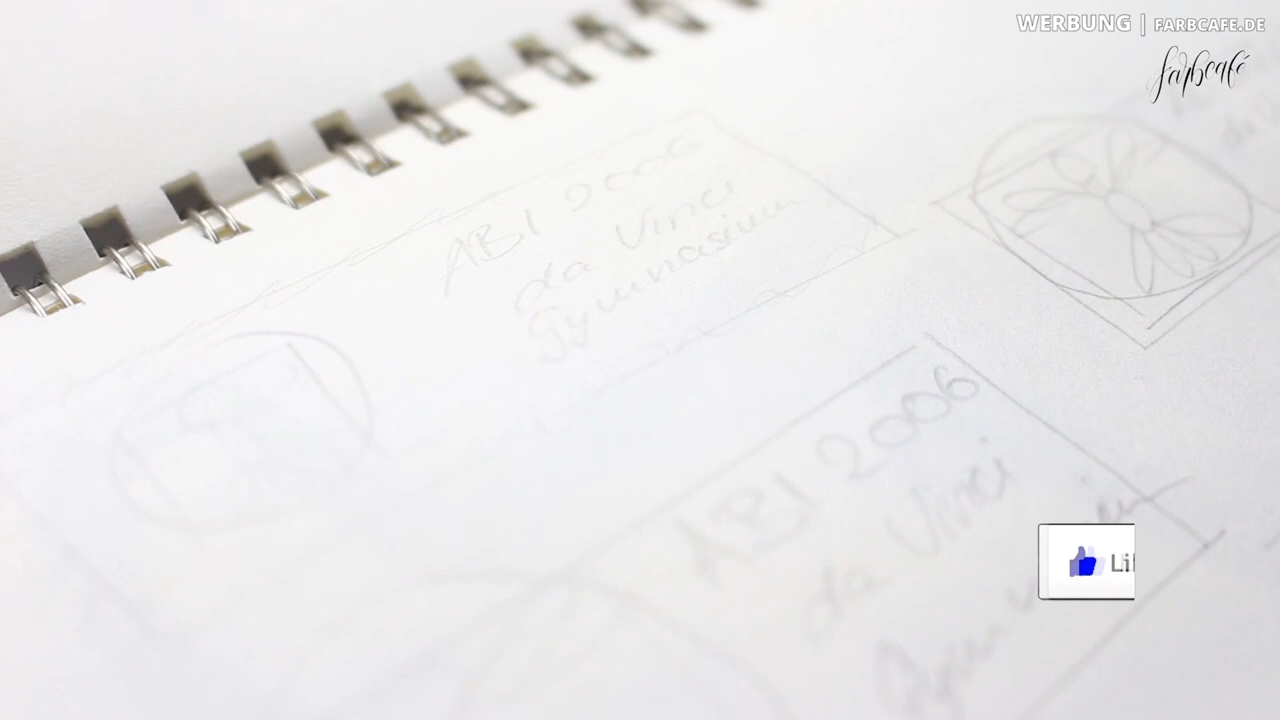 WERBUNG | FARBCAFE.DE
farbcafé
ABI 2006
da Vinci
Gymnasium
ABI 2006
da Vinci